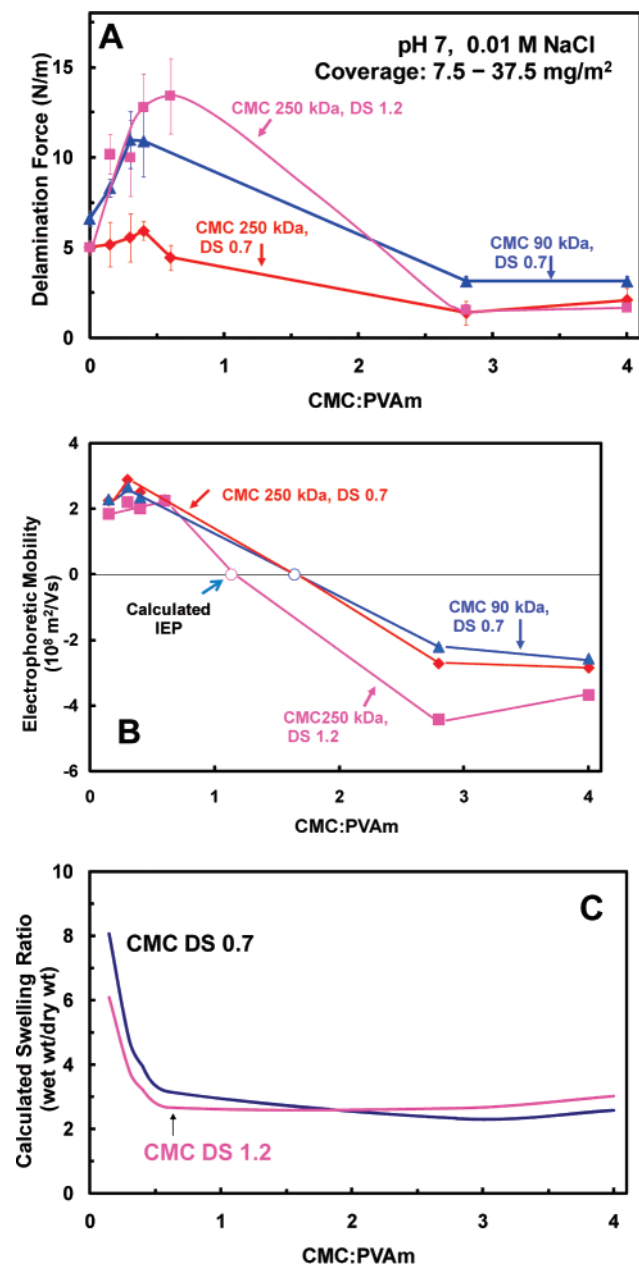 A
pH 7, 0.01 M NaCl
Coverage: 7.5 – 37.5 mg/m²
CMC 250 kDa, DS 1.2
CMC 250 kDa,
DS 0.7
CMC 90 kDa,
DS 0.7
Delamination Force (N/m)
15
10
5
0
0
1
2
3
4
CMC:PVAm
4
2
0
-2
-4
-6
Electrophoretic Mobility
(10⁸ m²/Vs)
CMC 250 kDa, DS 0.7
Calculated
IEP
CMC 90 kDa,
DS 0.7
CMC250 kDa,
DS 1.2
B
0
1
2
3
4
CMC:PVAm
10
8
6
4
2
0
Calculated Swelling Ratio
(wet wt/dry wt)
C
CMC DS 0.7
CMC DS 1.2
0
1
2
3
4
CMC:PVAm